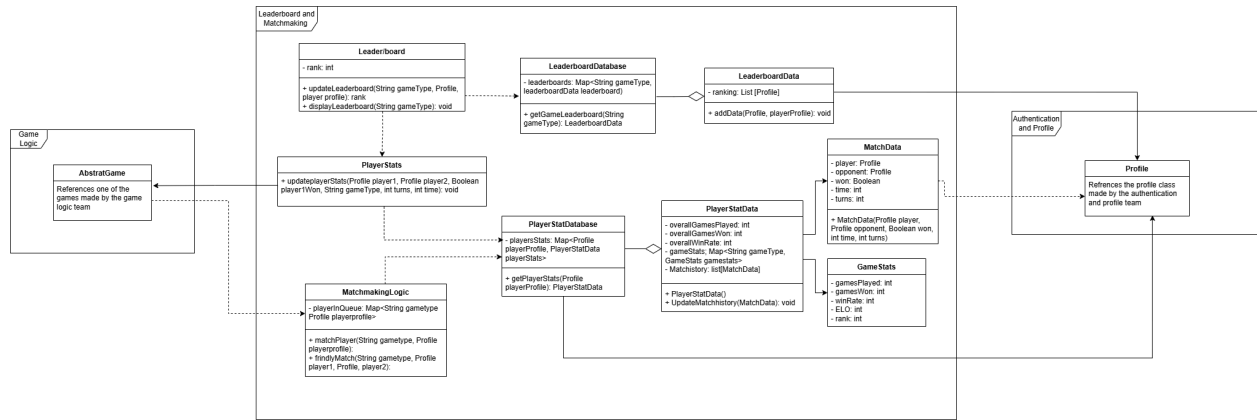 Leaderboard and
Matchmaking
Leader/board
- rank: int
+ updateLeaderboard(String gameType, Profile,
player profile): rank
+ displayLeaderboard(String gameType): void
LeaderboardDatabase
- leaderboards: Map<String gameType,
leaderboardData leaderboard)
+ getGameLeaderboard(String
gameType): LeaderboardData
LeaderboardData
- ranking: List [Profile]
+ addData(Profile, playerProfile): void
Game
Logic
AbstratGame
References one of the
games made by the game
logic team
PlayerStats
+ updateplayerStats(Profile player1, Profile player2, Boolean
player1Won, String gameType, int turns, int time): void
MatchData
- player: Profile
- opponent: Profile
- won: Boolean
- time: int
- turns: int
+ MatchData(Profile player,
Profile opponent, Boolean won,
int time, int turns)
Authentication
and Profile
Profile
Refrences the profile class
made by the authentication
and profile team
PlayerStatDatabase
- playersStats: Map<Profile
playerProfile, PlayerStatData
playerStats>
+ getPlayerStats(Profile
playerProfile): PlayerStatData
PlayerStatData
- overallGamesPlayed: int
- overallGamesWon: int
- overallWinRate: int
- gameStats; Map<String gameType,
GameStats gamestats>
- Matchistory: list[MatchData]
+ PlayerStatData()
+ UpdateMatchhistory(MatchData): void
GameStats
- gamesPlayed: int
- gamesWon: int
- winRate: int
- ELO: int
- rank: int
MatchmakingLogic
- playerInQueue: Map<String gametype
Profile playerprofile>
+ matchPlayer(String gametype, Profile
playerprofile):
+ frindlyMatch(String gametype, Profile
player1, Profile, player2):